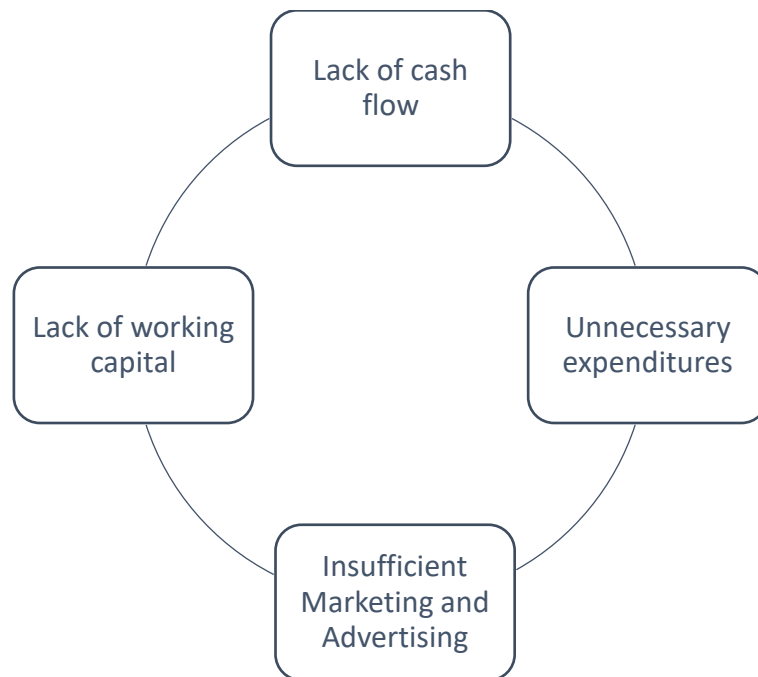 Lack of cash
flow
Lack of working
capital
Unnecessary
expenditures
Insufficient
Marketing and
Advertising